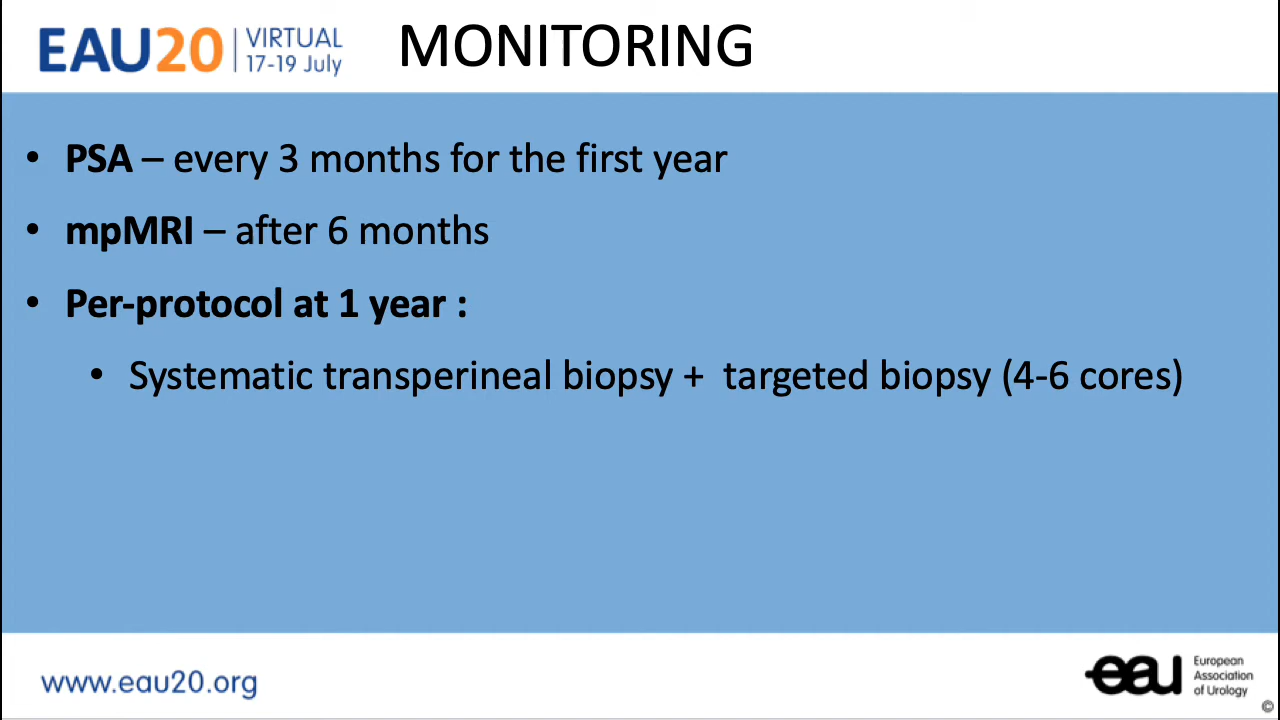 EAU20 VIRTUAL 17-19 July
MONITORING
• PSA – every 3 months for the first year
• mpMRI – after 6 months
• Per-protocol at 1 year :
• Systematic transperineal biopsy + targeted biopsy (4-6 cores)
www.eau20.org
eau
European
Association
of Urology
©